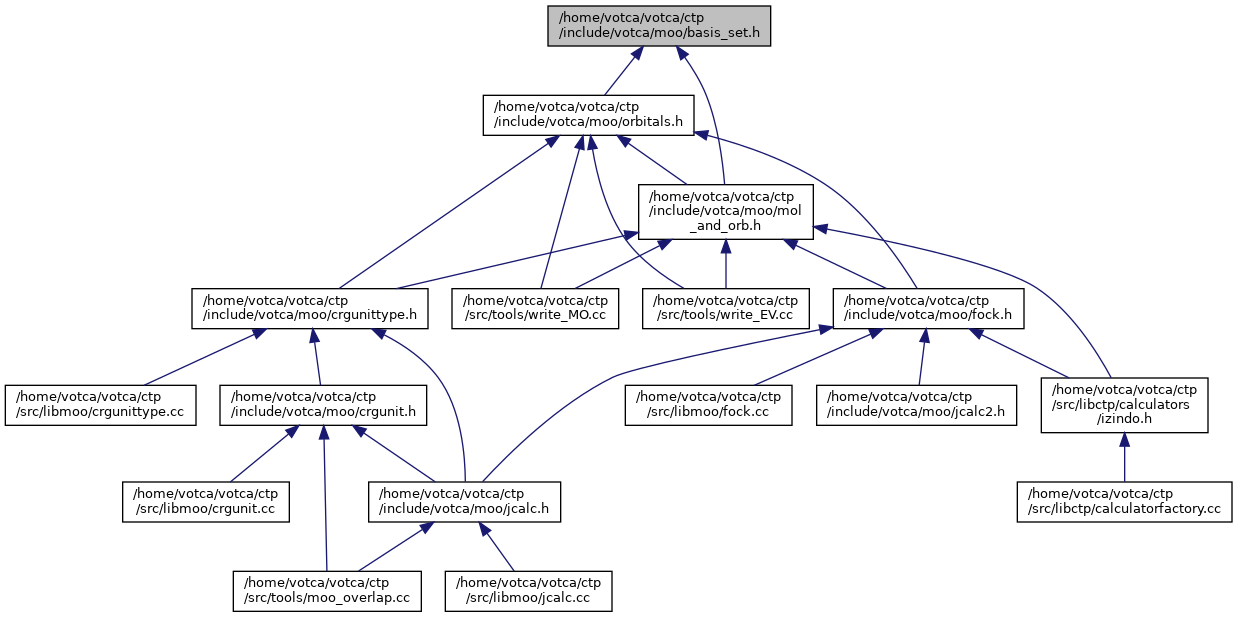 /home/votca/votca/ctp
/include/votca/moo/basis_set.h
/home/votca/votca/ctp
/include/votca/moo/orbitals.h
/home/votca/votca/ctp
/include/votca/moo/mol
_and_orb.h
/home/votca/votca/ctp
/include/votca/moo/crgunittype.h
/home/votca/votca/ctp
/src/tools/write_MO.cc
/home/votca/votca/ctp
/src/tools/write_EV.cc
/home/votca/votca/ctp
/include/votca/moo/fock.h
/home/votca/votca/ctp
/src/libmoo/crgunittype.cc
/home/votca/votca/ctp
/include/votca/moo/crgunit.h
/home/votca/votca/ctp
/src/libmoo/fock.cc
/home/votca/votca/ctp
/include/votca/moo/jcalc2.h
/home/votca/votca/ctp
/src/libctp/calculators
/izindo.h
/home/votca/votca/ctp
/src/libmoo/crgunit.cc
/home/votca/votca/ctp
/include/votca/moo/jcalc.h
/home/votca/votca/ctp
/src/libctp/calculatorfactory.cc
/home/votca/votca/ctp
/src/tools/moo_overlap.cc
/home/votca/votca/ctp
/src/libmoo/jcalc.cc